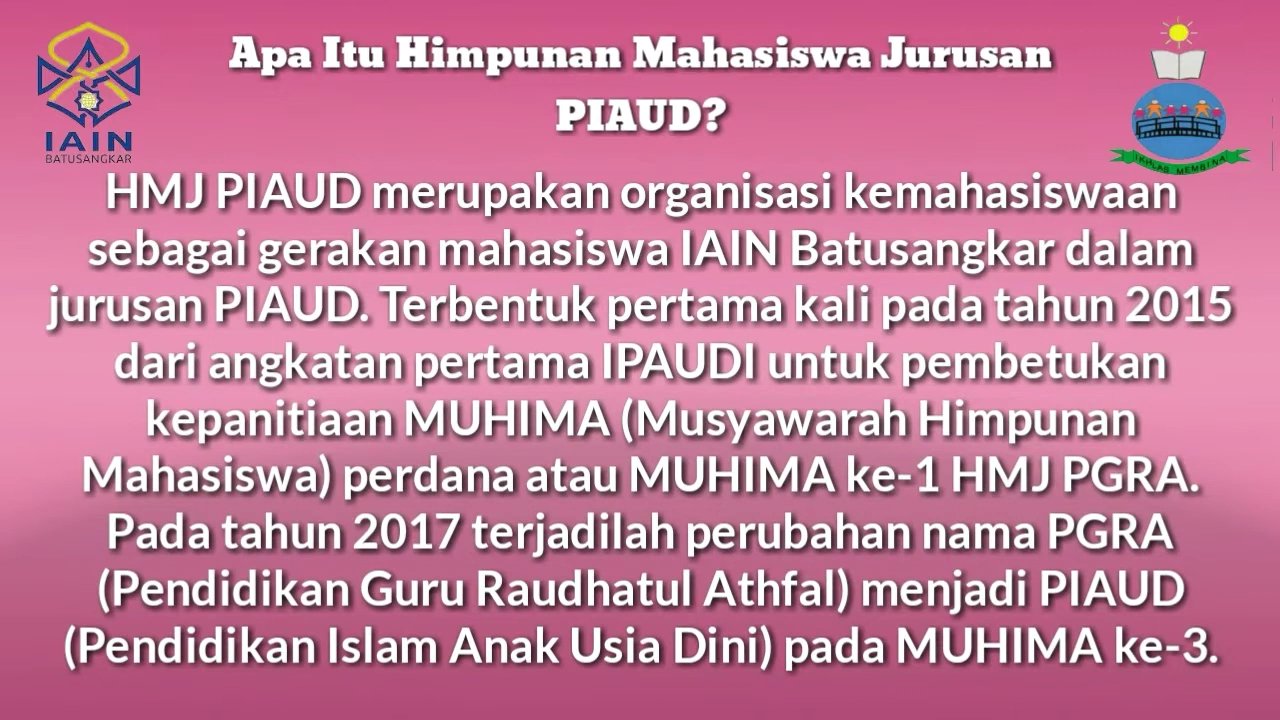 IAIN
BATUSANGKAR
Apa Itu Himpunan Mahasiswa Jurusan
PIAUD?
IKHLAS MEMBINA
HMJ PIAUD merupakan organisasi kemahasiswaan
sebagai gerakan mahasiswa IAIN Batusangkar dalam
jurusan PIAUD. Terbentuk pertama kali pada tahun 2015
dari angkatan pertama IPAUDI untuk pembetukan
kepanitiaan MUHIMA (Musyawarah Himpunan
Mahasiswa) perdana atau MUHIMA ke-1 HMJ PGRA.
Pada tahun 2017 terjadilah perubahan nama PGRA
(Pendidikan Guru Raudhatul Athfal) menjadi PIAUD
(Pendidikan Islam Anak Usia Dini) pada MUHIMA ke-3.